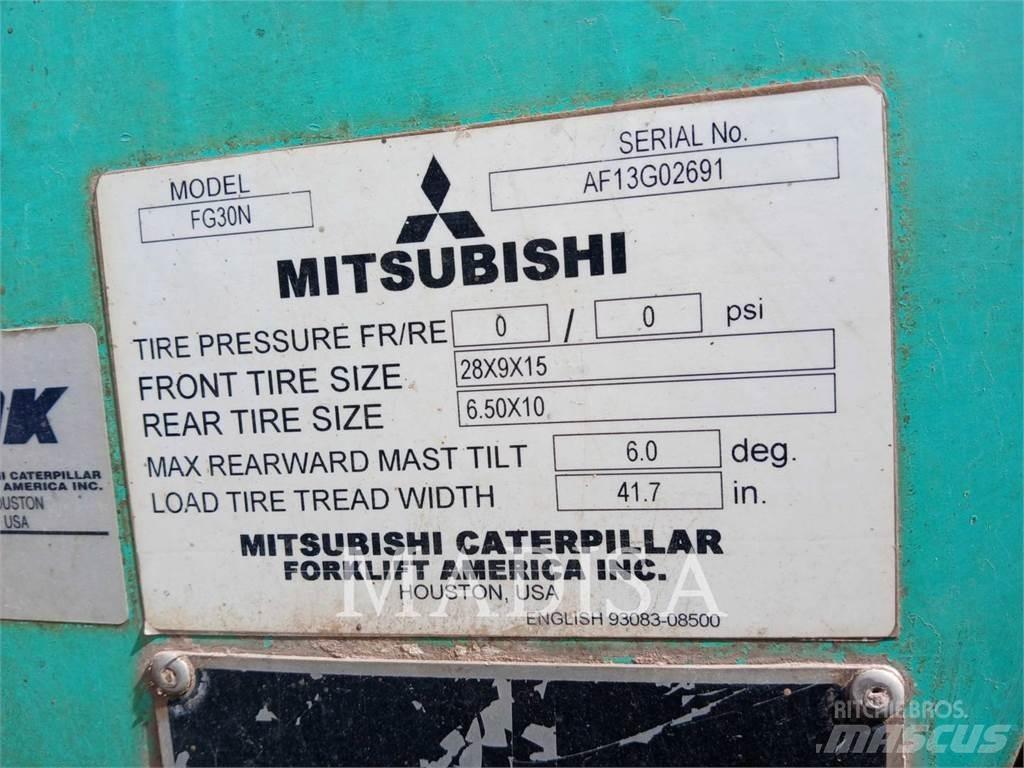 MODEL
FG30N
SERIAL No.
AF13G02691
MITSUBISHI
TIRE PRESSURE FR/RE 0 / 0 psi
FRONT TIRE SIZE 28X9X15
REAR TIRE SIZE 6.50X10
MAX REARWARD MAST TILT 6.0 deg.
LOAD TIRE TREAD WIDTH 41.7 in.
MITSUBISHI CATERPILLAR
FORKLIFT AMERICA INC.
HOUSTON, USA
ENGLISH 93083-08500
CATERPILLAR
AMERICA INC.
USA
MADISA
RITCHIE BROS.
MASCUS